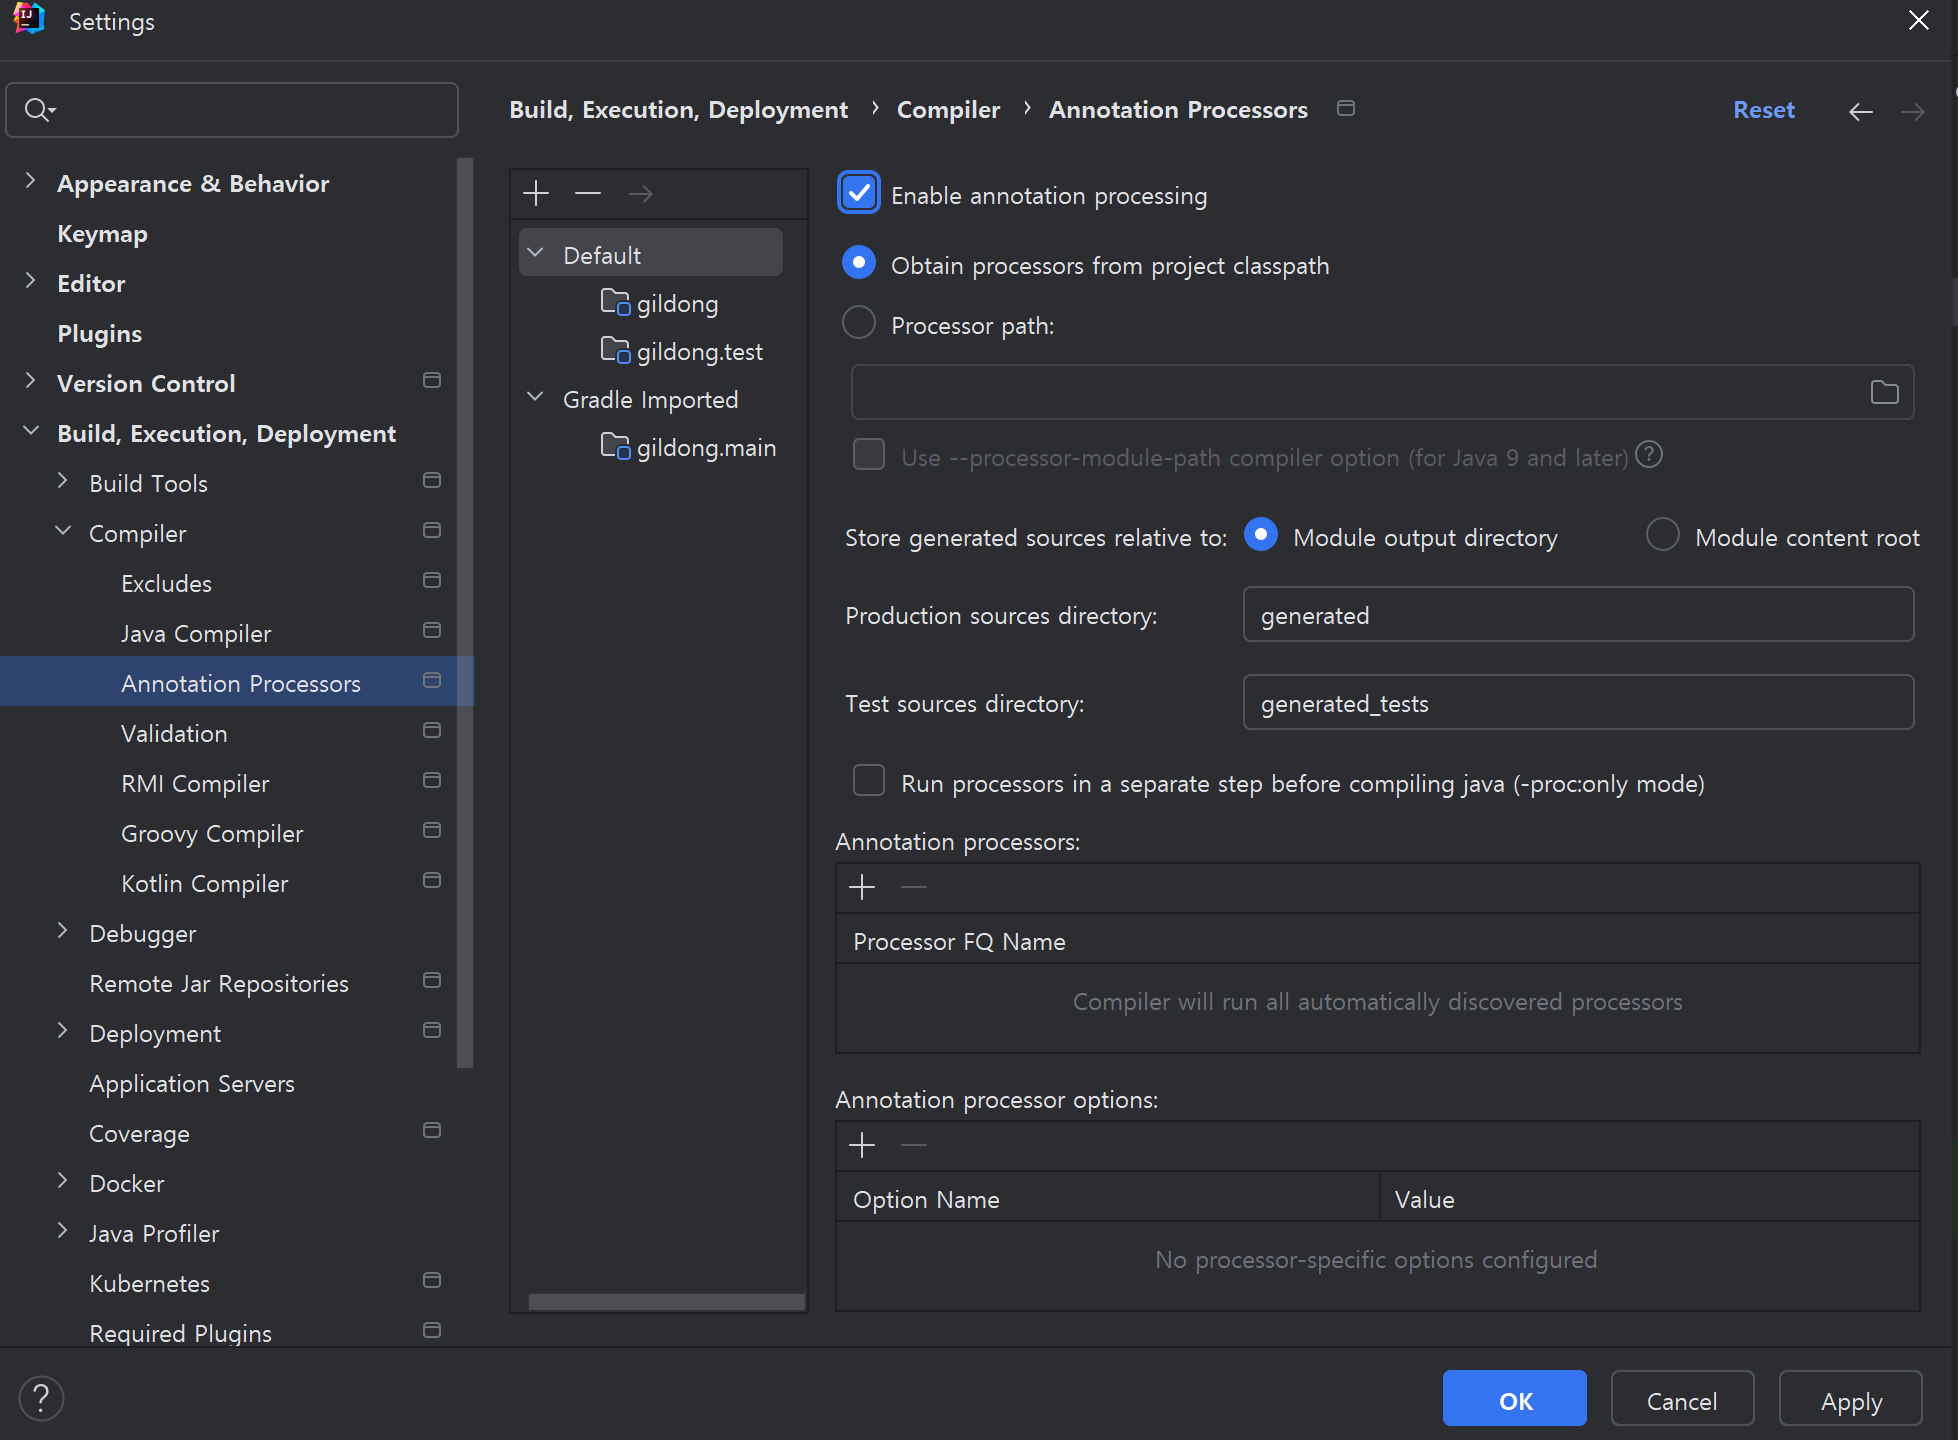 Settings
Build, Execution, Deployment › Compiler › Annotation Processors
Reset
Appearance & Behavior
Keymap
Editor
Plugins
Version Control
Build, Execution, Deployment
Build Tools
Compiler
Excludes
Java Compiler
Annotation Processors
Validation
RMI Compiler
Groovy Compiler
Kotlin Compiler
Debugger
Remote Jar Repositories
Deployment
Application Servers
Coverage
Docker
Java Profiler
Kubernetes
Required Plugins
Default
gildong
gildong.test
Gradle Imported
gildong.main
Enable annotation processing
Obtain processors from project classpath
Processor path:
Use --processor-module-path compiler option (for Java 9 and later)
Store generated sources relative to: Module output directory Module content root
Production sources directory: generated
Test sources directory: generated_tests
Run processors in a separate step before compiling java (-proc:only mode)
Annotation processors:
Processor FQ Name
Compiler will run all automatically discovered processors
Annotation processor options:
Option Name Value
No processor-specific options configured
? OK Cancel Apply